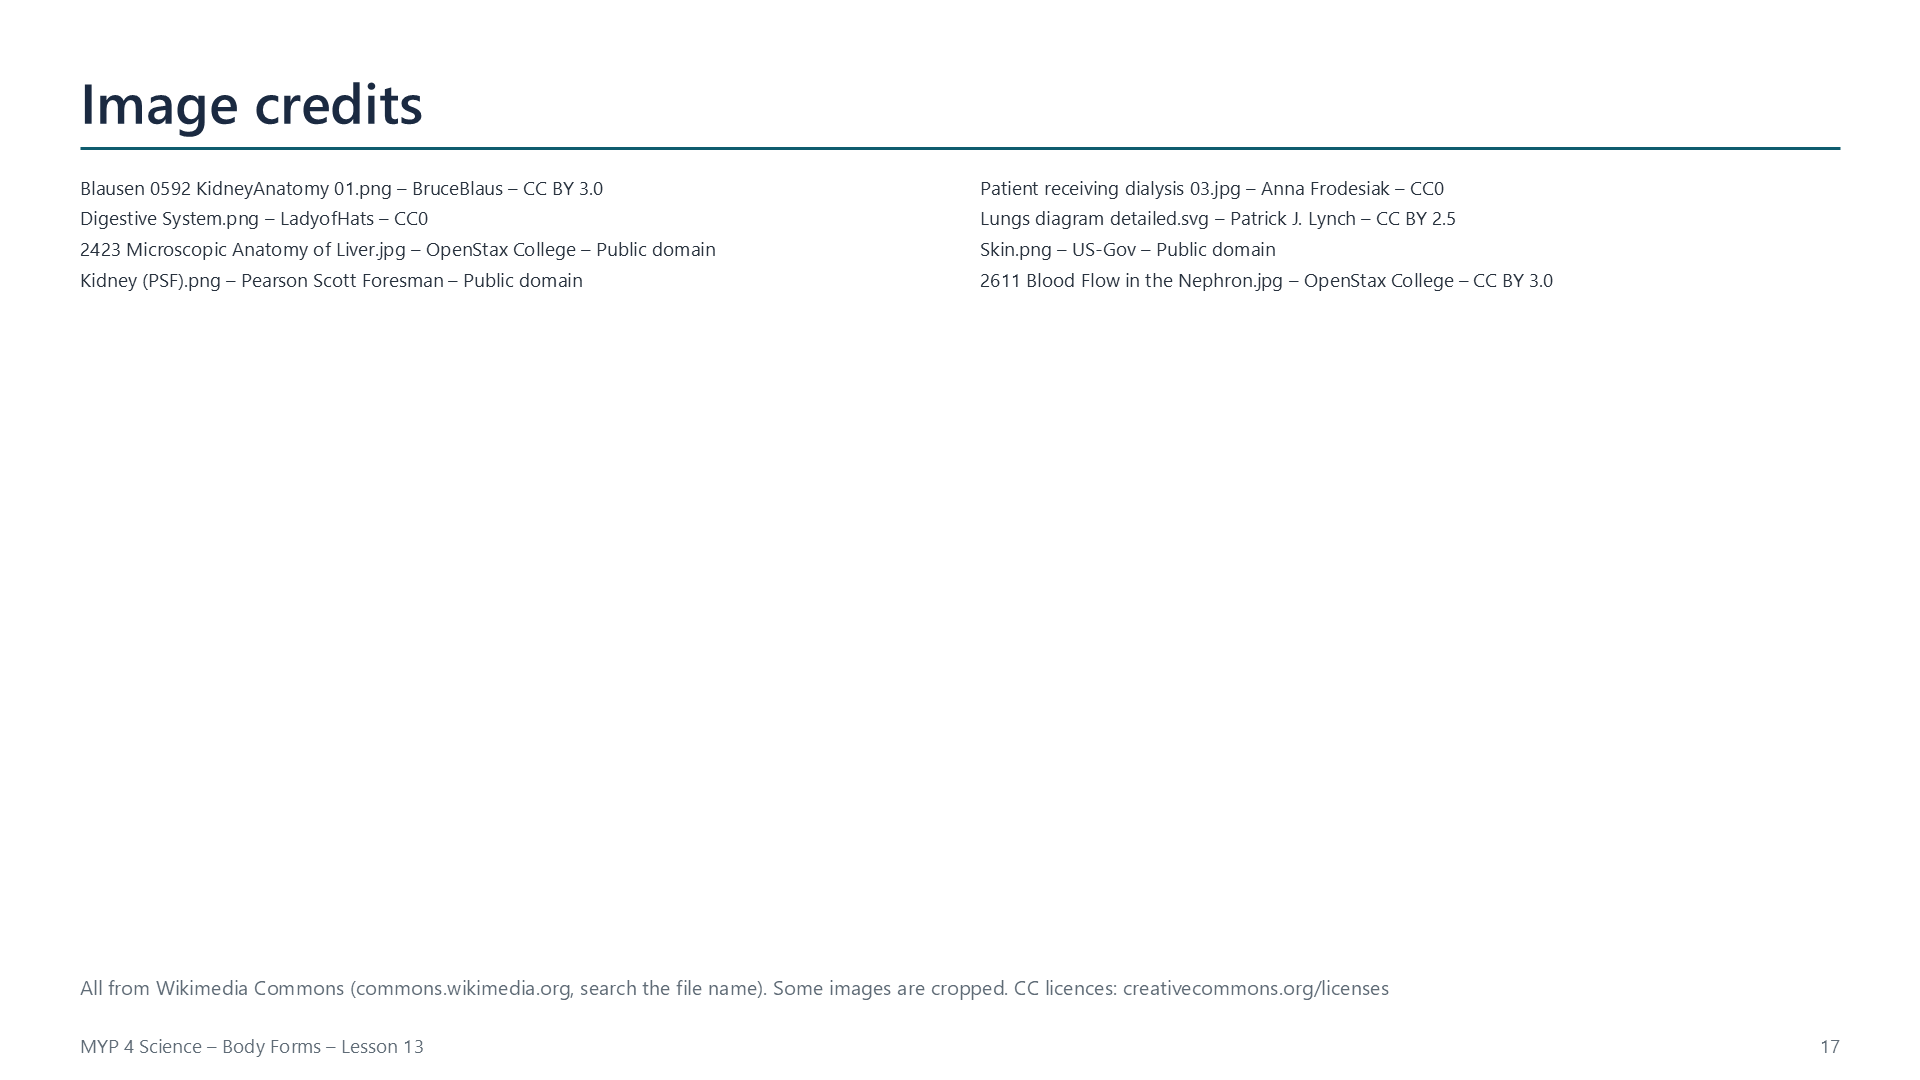 Image credits
Blausen 0592 KidneyAnatomy 01.png – BruceBlaus – CC BY 3.0
Digestive System.png – LadyofHats – CC0
2423 Microscopic Anatomy of Liver.jpg – OpenStax College – Public domain
Kidney (PSF).png – Pearson Scott Foresman – Public domain
Patient receiving dialysis 03.jpg – Anna Frodesiak – CC0
Lungs diagram detailed.svg – Patrick J. Lynch – CC BY 2.5
Skin.png – US-Gov – Public domain
2611 Blood Flow in the Nephron.jpg – OpenStax College – CC BY 3.0
All from Wikimedia Commons (commons.wikimedia.org, search the file name). Some images are cropped. CC licences: creativecommons.org/licenses
MYP 4 Science – Body Forms – Lesson 13
17